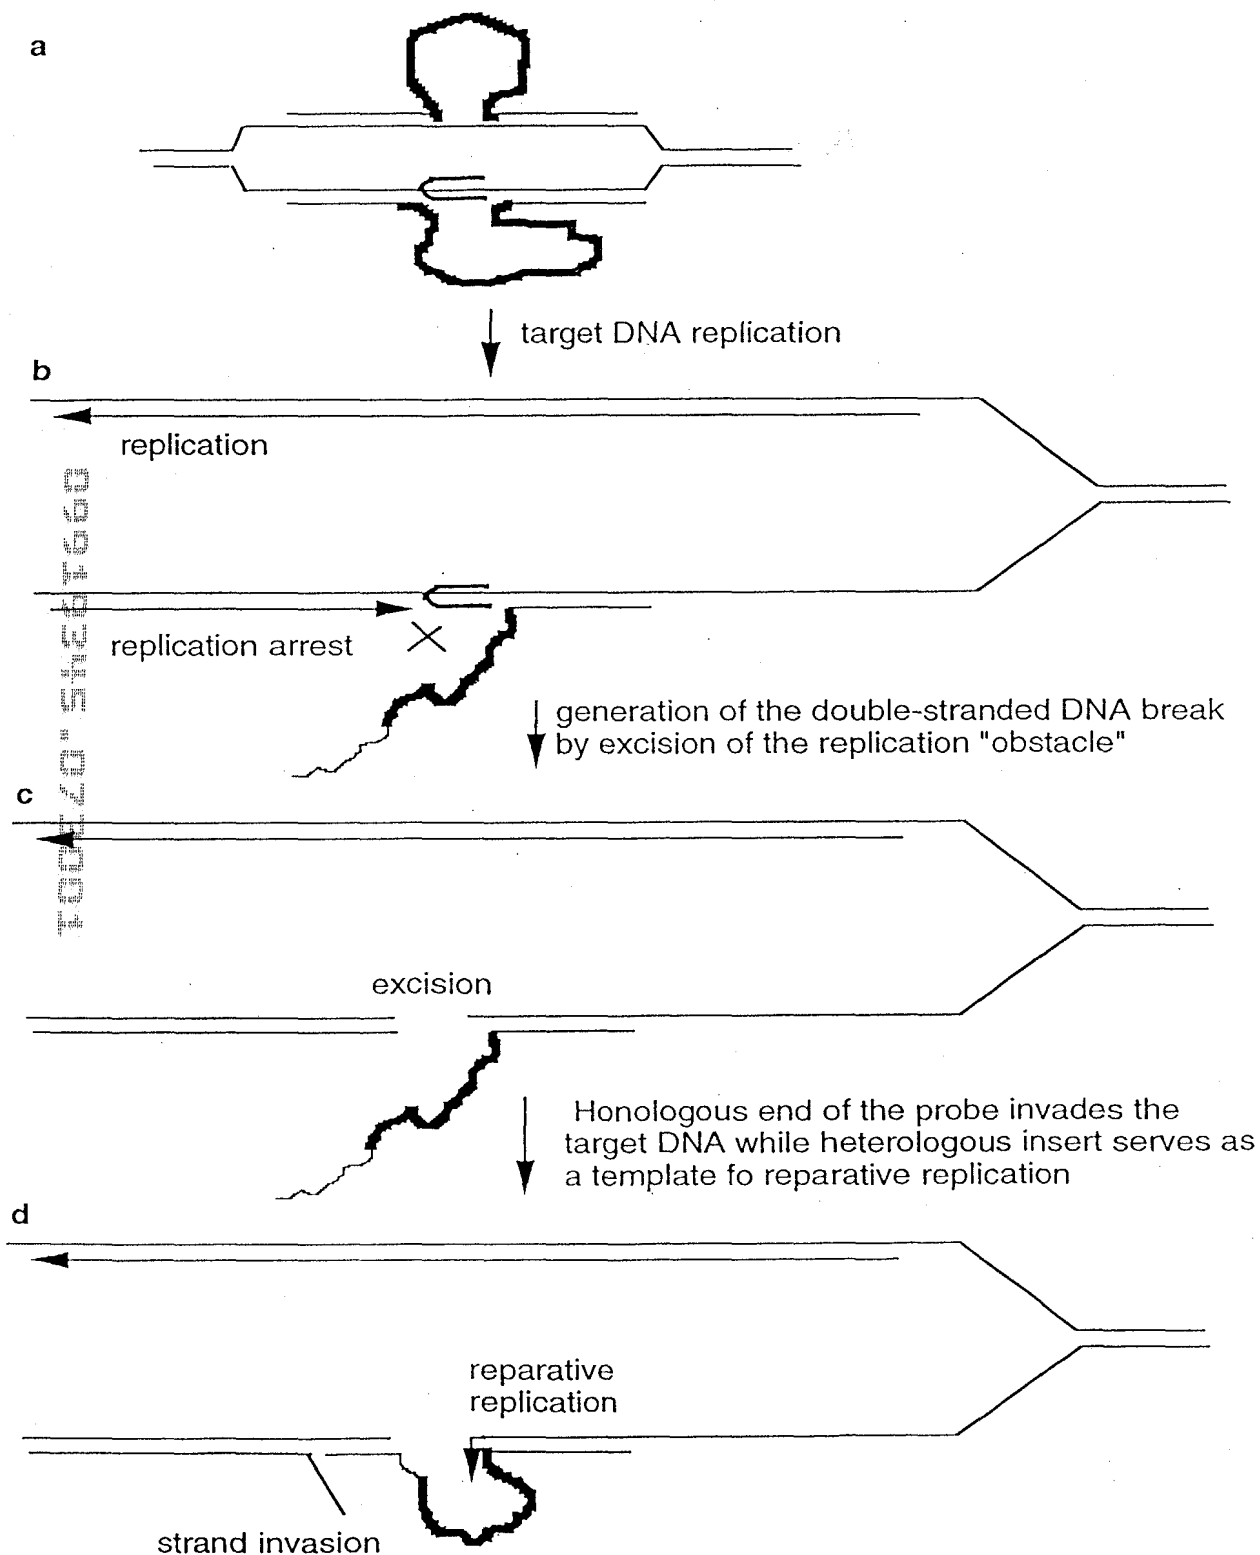 a
target DNA replication
b
replication
replication arrest
generation of the double-stranded DNA break
by excision of the replication "obstacle"
c
excision
Honologous end of the probe invades the
target DNA while heterologous insert serves as
a template fo reparative replication
d
reparative
replication
strand invasion